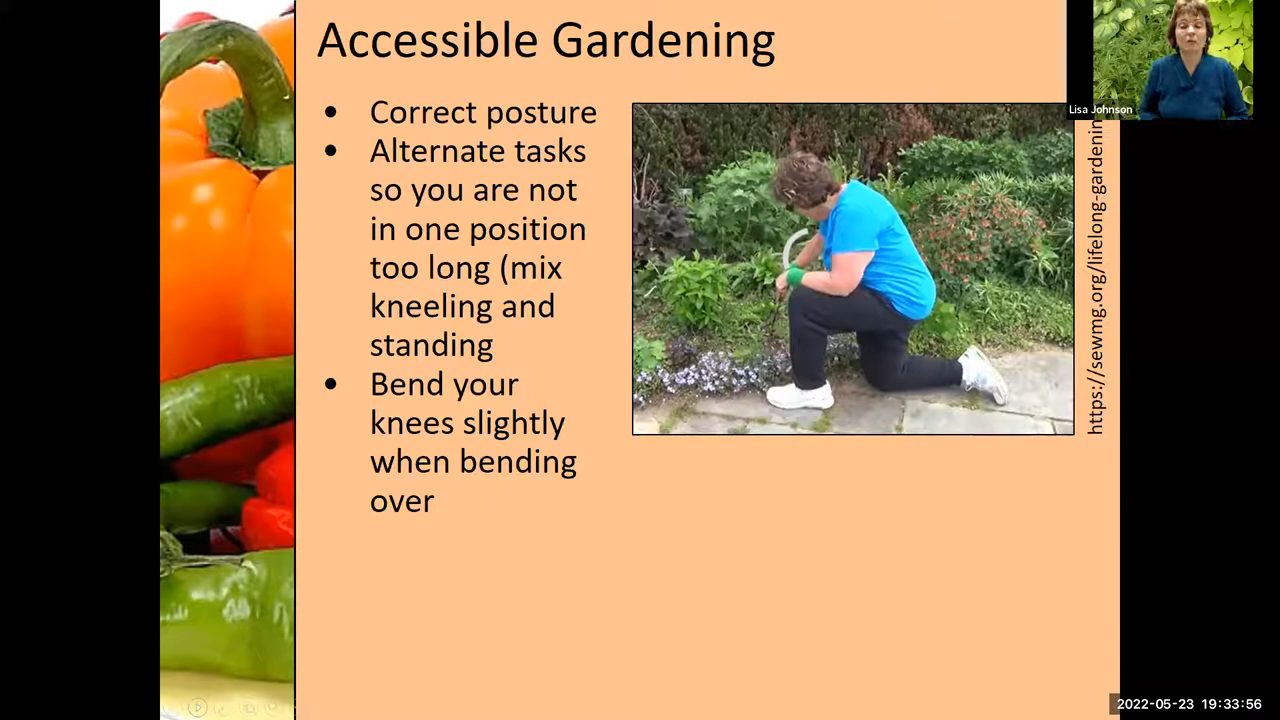 Accessible Gardening
• Correct posture
• Alternate tasks
so you are not
in one position
too long (mix
kneeling and
standing
• Bend your
knees slightly
when bending
over
https://sewmg.org/lifelong-gardenin
Lisa Johnson
2022-05-23 19:33:56